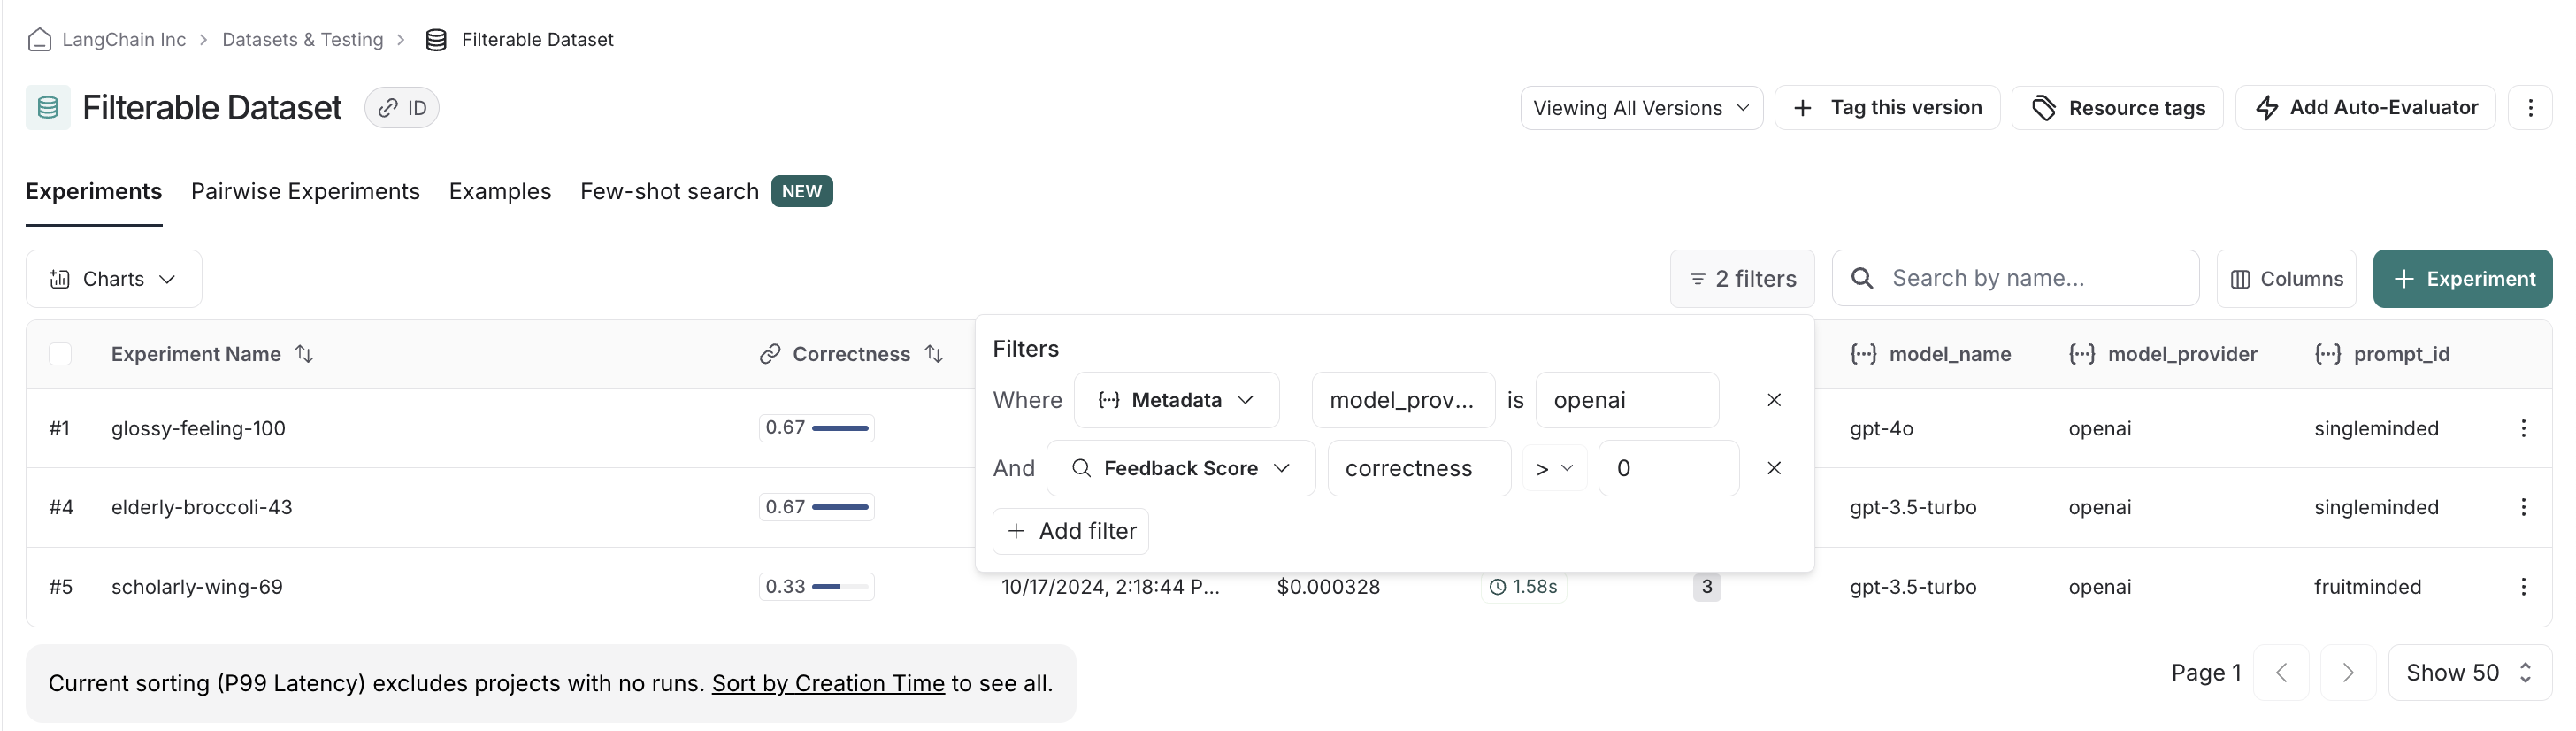 LangChain Inc > Datasets & Testing > Filterable Dataset
Filterable Dataset ID
Viewing All Versions + Tag this version Resource tags Add Auto-Evaluator
Experiments Pairwise Experiments Examples Few-shot search NEW
Charts 2 filters Search by name... Columns + Experiment
Experiment Name Correctness model_name model_provider prompt_id
Filters
Where Metadata model_prov... is openai
And Feedback Score correctness > 0
+ Add filter
#1 glossy-feeling-100 0.67 gpt-4o openai singleminded
#4 elderly-broccoli-43 0.67 gpt-3.5-turbo openai singleminded
#5 scholarly-wing-69 0.33 10/17/2024, 2:18:44 P... $0.000328 1.58s 3 gpt-3.5-turbo openai fruitminded
Current sorting (P99 Latency) excludes projects with no runs. Sort by Creation Time to see all.
Page 1 Show 50